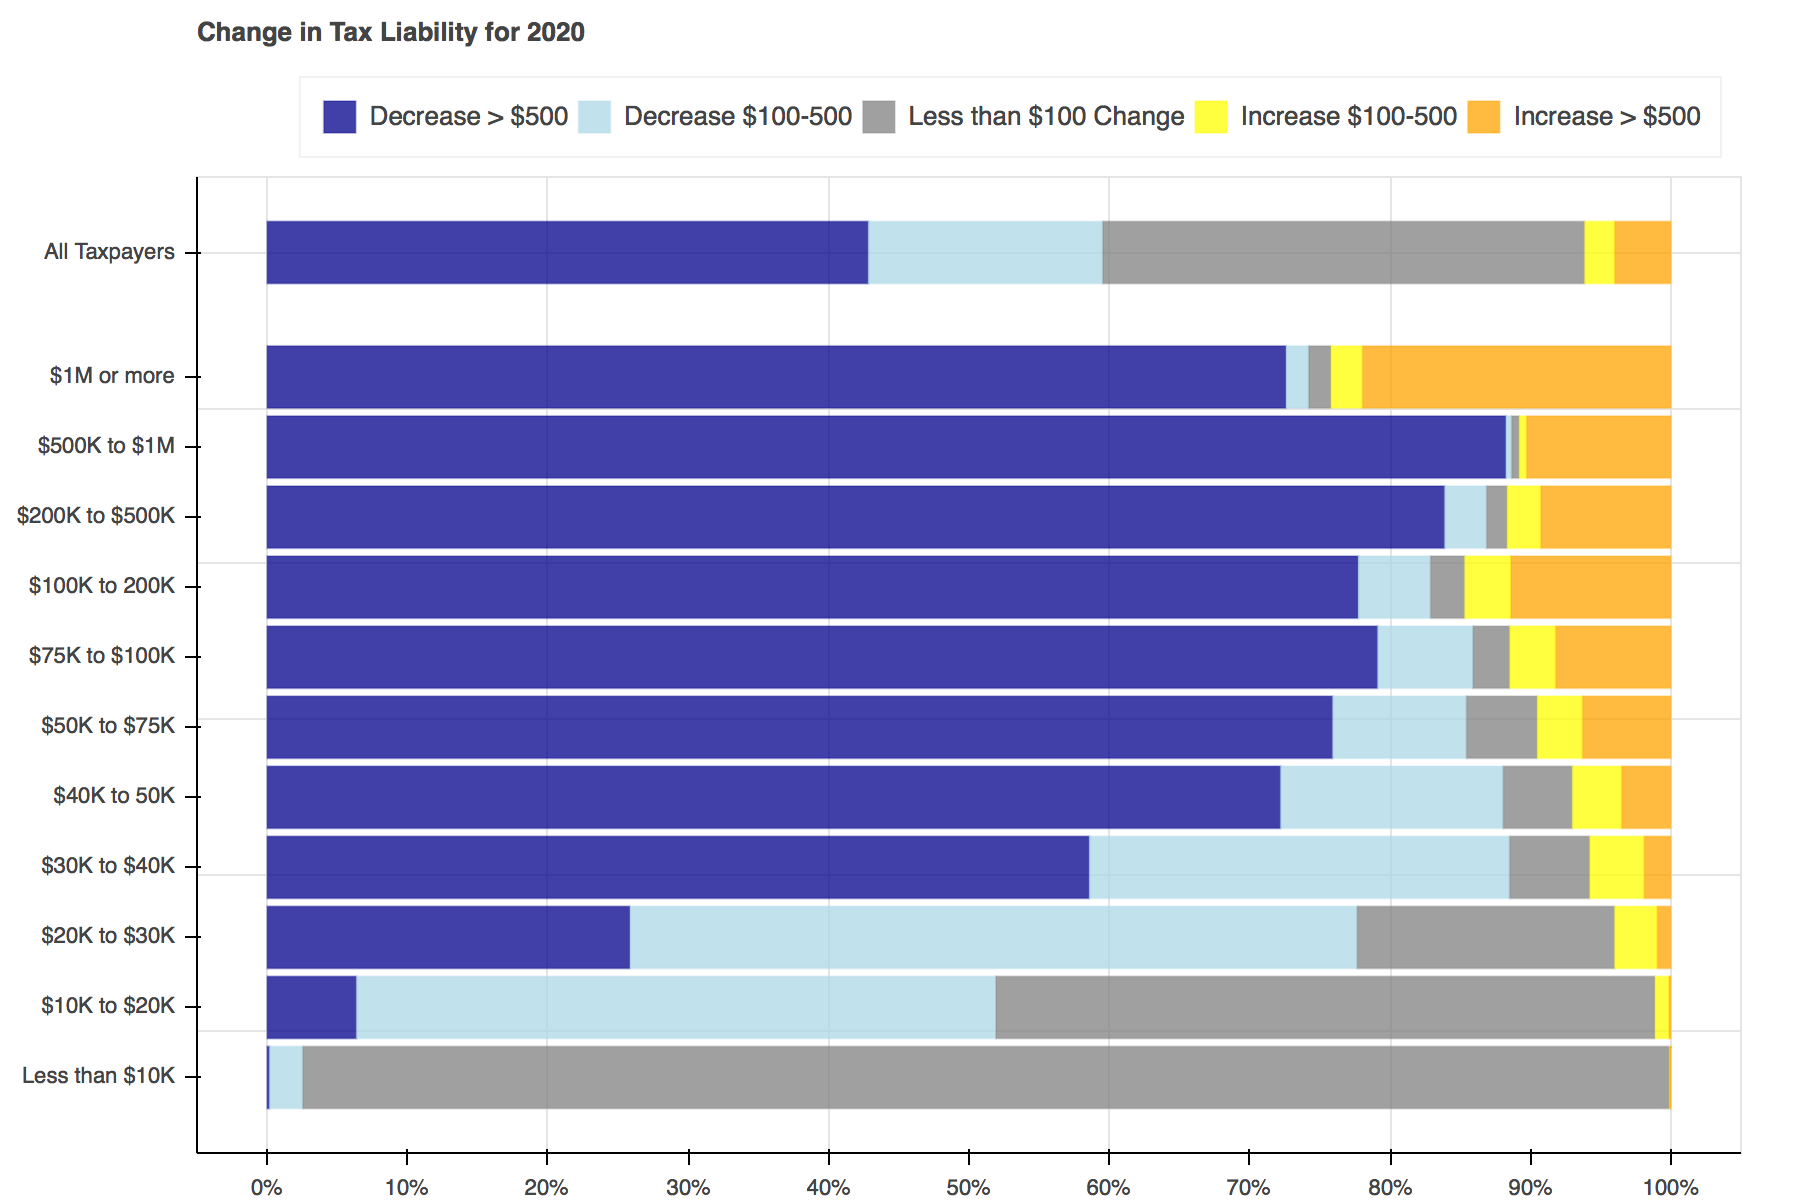 Change in Tax Liability for 2020
Decrease > $500 Decrease $100-500 Less than $100 Change Increase $100-500 Increase > $500
All Taxpayers
$1M or more
$500K to $1M
$200K to $500K
$100K to 200K
$75K to $100K
$50K to $75K
$40K to 50K
$30K to $40K
$20K to $30K
$10K to $20K
Less than $10K
0% 10% 20% 30% 40% 50% 60% 70% 80% 90% 100%